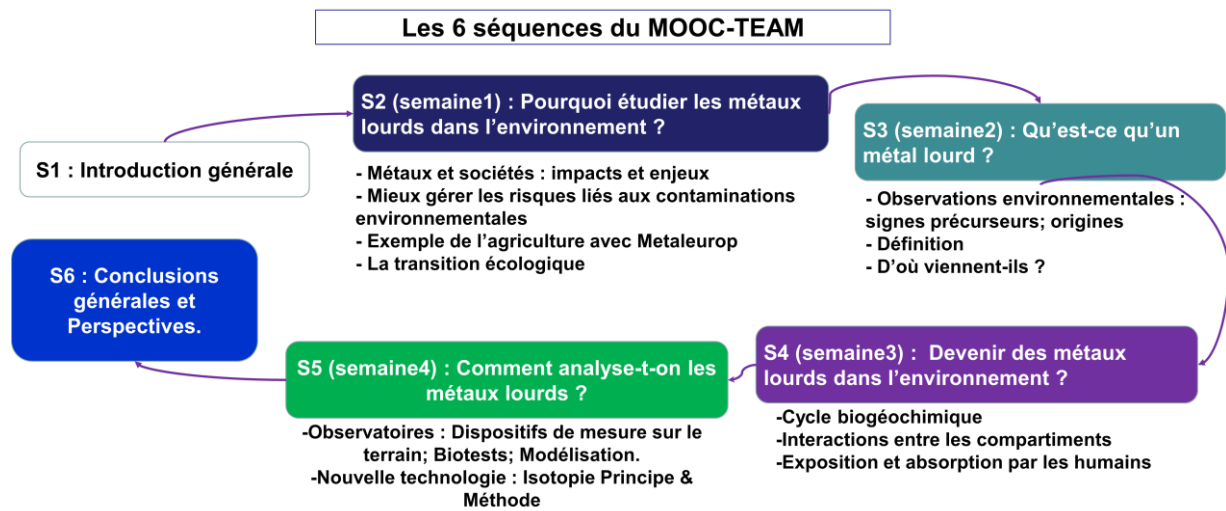 Les 6 séquences du MOOC-TEAM
S1 : Introduction générale
S2 (semaine1) : Pourquoi étudier les métaux
lourds dans l’environnement ?
- Métaux et sociétés : impacts et enjeux
- Mieux gérer les risques liés aux contaminations
environnementales
- Exemple de l’agriculture avec Metaleurop
- La transition écologique
S3 (semaine2) : Qu’est-ce qu’un
métal lourd ?
- Observations environnementales :
signes précurseurs; origines
- Définition
- D’où viennent-ils ?
S4 (semaine3) : Devenir des métaux
lourds dans l’environnement ?
-Cycle biogéochimique
-Interactions entre les compartiments
-Exposition et absorption par les humains
S5 (semaine4) : Comment analyse-t-on les
métaux lourds ?
-Observatoires : Dispositifs de mesure sur le
terrain; Biotests; Modélisation.
-Nouvelle technologie : Isotopie Principe &
Méthode
S6 : Conclusions
générales et
Perspectives.